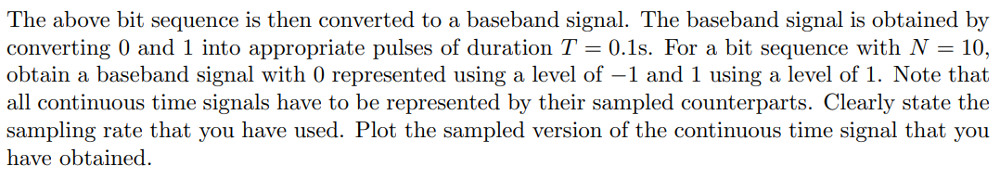 The above bit sequence is then converted to a baseband signal. The baseband signal is obtained by
converting 0 and 1 into appropriate pulses of duration T = 0.1s. For a bit sequence with N = 10,
obtain a baseband signal with 0 represented using a level of −1 and 1 using a level of 1. Note that
all continuous time signals have to be represented by their sampled counterparts. Clearly state the
sampling rate that you have used. Plot the sampled version of the continuous time signal that you
have obtained.